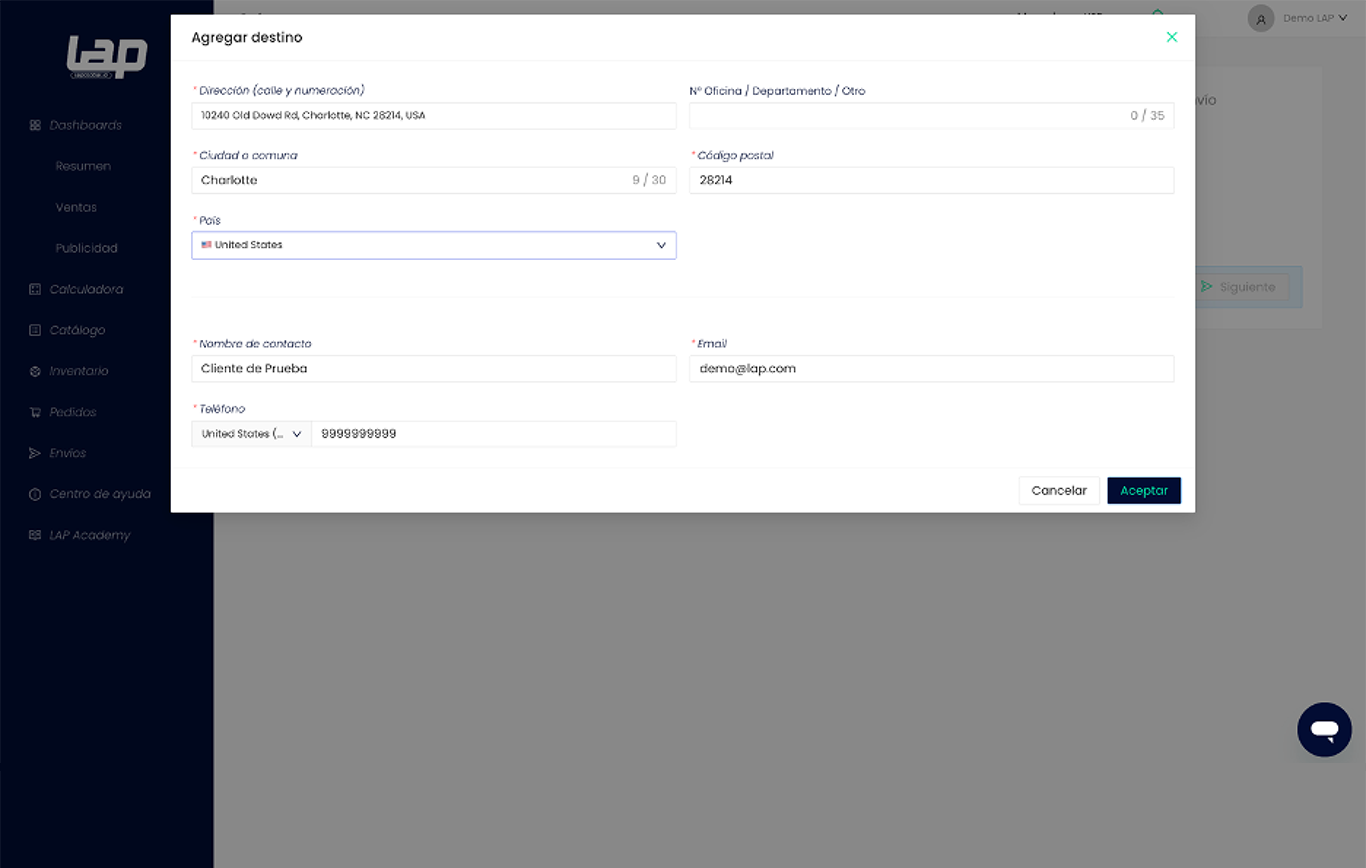 lap
Demo LAP
Agregar destino
* Dirección (calle y numeración)
10240 Old Dowd Rd, Charlotte, NC 28214, USA
N° Oficina / Departamento / Otro
0 / 35
* Ciudad o comuna
Charlotte
9 / 30
* Código postal
28214
* País
United States
* Nombre de contacto
Cliente de Prueba
* Email
demo@lap.com
* Teléfono
United States (...
9999999999
Cancelar
Aceptar
Dashboards
Resumen
Ventas
Publicidad
Calculadora
Catálogo
Inventario
Pedidos
Envíos
Centro de ayuda
LAP Academy
Siguiente